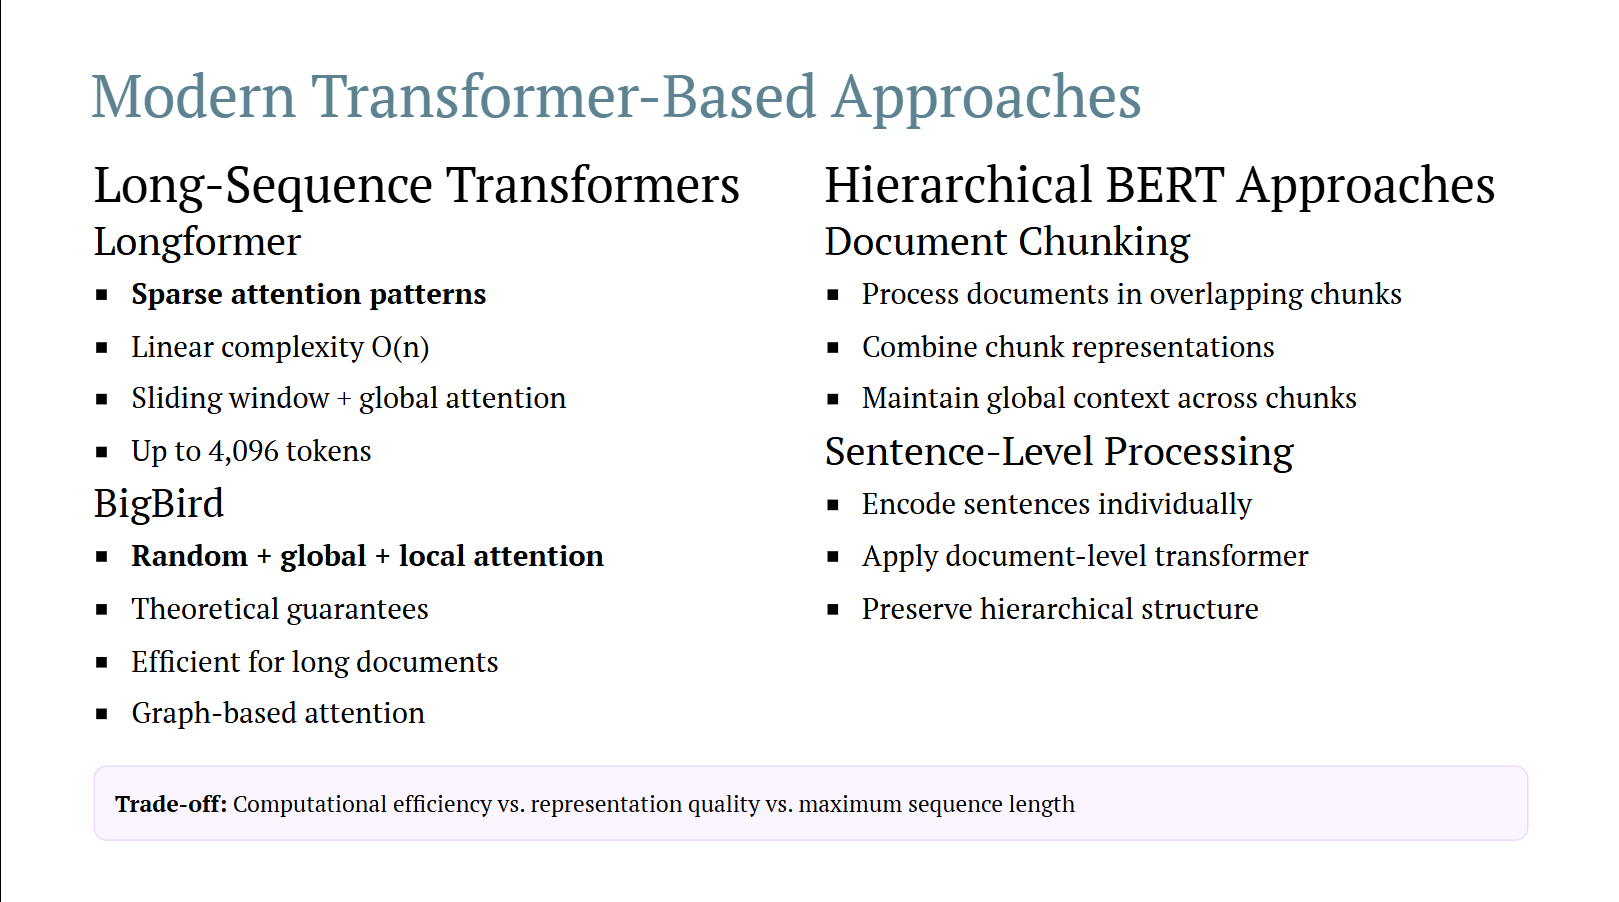 Modern Transformer-Based Approaches
Long-Sequence Transformers
Longformer
▪ Sparse attention patterns
▪ Linear complexity O(n)
▪ Sliding window + global attention
▪ Up to 4,096 tokens
BigBird
▪ Random + global + local attention
▪ Theoretical guarantees
▪ Efficient for long documents
▪ Graph-based attention
Hierarchical BERT Approaches
Document Chunking
▪ Process documents in overlapping chunks
▪ Combine chunk representations
▪ Maintain global context across chunks
Sentence-Level Processing
▪ Encode sentences individually
▪ Apply document-level transformer
▪ Preserve hierarchical structure
Trade-off: Computational efficiency vs. representation quality vs. maximum sequence length